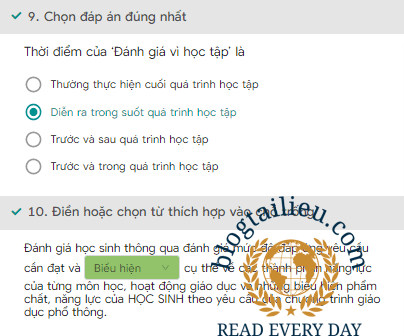 9. Chọn đáp án đúng nhất
Thời điểm của ‘Đánh giá vì học tập’ là
Thường thực hiện cuối quá trình học tập
Diễn ra trong suốt quá trình học tập
Trước và sau quá trình học tập
Trước và trong quá trình học tập
10. Điền hoặc chọn từ thích hợp vào chỗ trống
Đánh giá học sinh thông qua đánh giá mức độ đáp ứng yêu cầu
cần đạt và Biểu hiện cụ thể về các thành phần năng lực
của từng môn học, hoạt động giáo dục và những biểu hiện phẩm
chất, năng lực của HỌC SINH theo yêu cầu của chương trình giáo
dục phổ thông.
blogtailieu.com
READ EVERY DAY